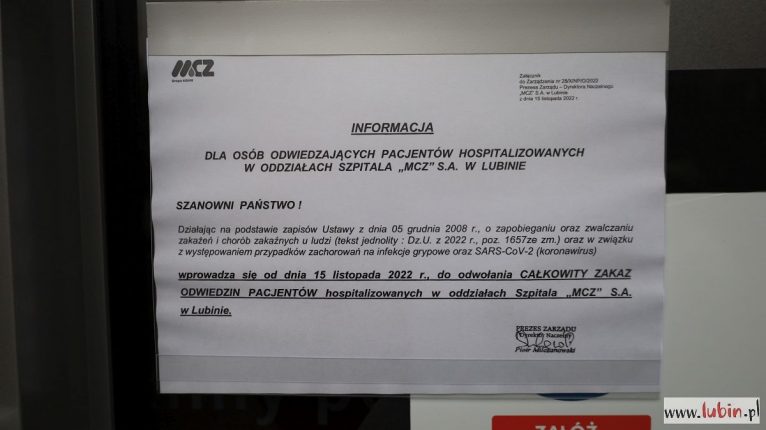 MCZ
Załącznik
do Zarządzenia nr 28/X/NP/O/2022
Prezesa Zarządu – Dyrektora Naczelnego
„MCZ” S.A. w Lubinie
z dnia 15 listopada 2022 r.
INFORMACJA
DLA OSÓB ODWIEDZAJĄCYCH PACJENTÓW HOSPITALIZOWANYCH
W ODDZIAŁACH SZPITALA „MCZ” S.A. W LUBINIE
SZANOWNI PAŃSTWO !
Działając na podstawie zapisów Ustawy z dnia 05 grudnia 2008 r., o zapobieganiu oraz zwalczaniu
zakażeń i chorób zakaźnych u ludzi (tekst jednolity : Dz.U. z 2022 r., poz. 1657ze zm.) oraz w związku
z występowaniem przypadków zachorowań na infekcje grypowe oraz SARS-CoV-2 (koronawirus)
wprowadza się od dnia 15 listopada 2022 r., do odwołania CAŁKOWITY ZAKAZ
ODWIEDZIN PACJENTÓW hospitalizowanych w oddziałach Szpitala „MCZ” S.A.
w Lubinie.
PREZES ZARZĄDU
Dyrektor Naczelny
Piotr Milczanowski
www.lubin.pl
ZAŁÓŻ